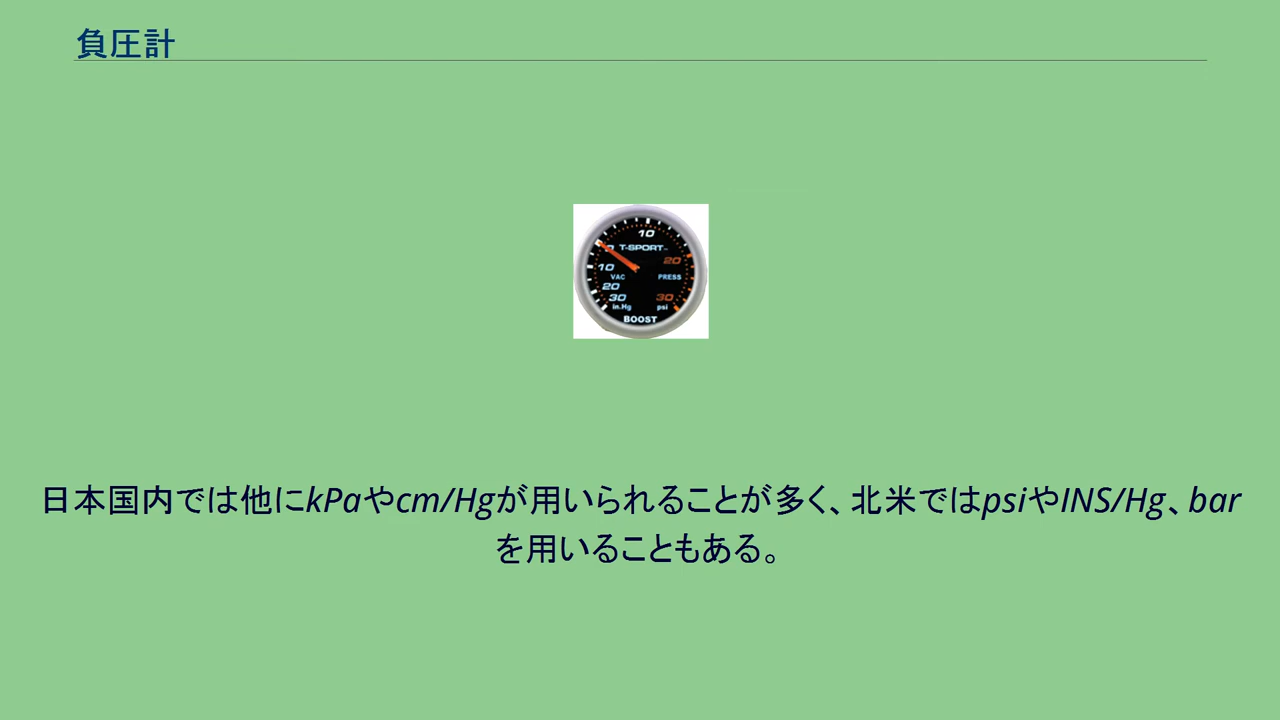 負圧計
10
0
T-SPORT
20
10
VAC
PRESS
20
30
30
in.Hg
psi
BOOST
日本国内では他にkPaやcm/Hgが用いられることが多く、北米ではpsiやINS/Hg、bar
を用いることもある。